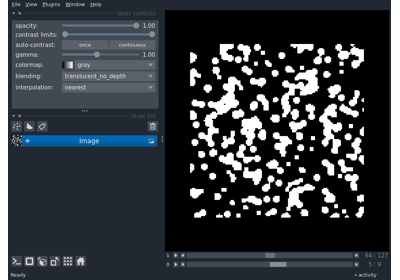 File View Plugins Window Help
layer controls
opacity: 1.00
contrast limits:
auto-contrast: once continuous
gamma: 1.00
colormap: gray
blending: translucent_no_depth
interpolation: nearest
layer list
Image
1 64 127
0 5 9
Ready activity